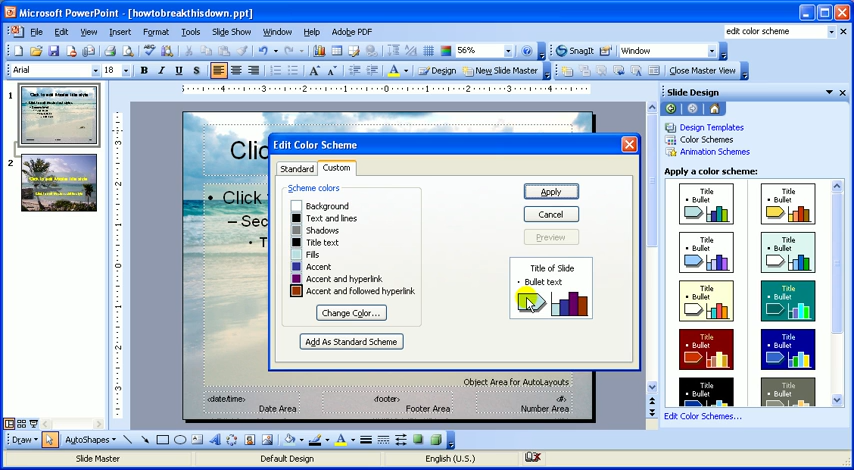 Microsoft PowerPoint - [howtobreakthisdown.ppt]
File Edit View Insert Format Tools Slide Show Window Help Adobe PDF
edit color scheme
56%
SnagIt Window
Arial 18 B I U S
A Design New Slide Master Close Master View
1
2
Slide Design
Design Templates
Color Schemes
Animation Schemes
Apply a color scheme:
Title
Bullet
Title
Bullet
Title
Bullet
Title
Bullet
Title
Bullet
Title
Bullet
Title
Bullet
Title
Bullet
Title
Bullet
Title
Bullet
Edit Color Schemes...
Edit Color Scheme
Standard Custom
Scheme colors
Background
Text and lines
Shadows
Title text
Fills
Accent
Accent and hyperlink
Accent and followed hyperlink
Change Color...
Add As Standard Scheme
Apply
Cancel
Preview
Title of Slide
• Bullet text
Object Area for AutoLayouts
<date/time> <footer> <#>
Date Area Footer Area Number Area
Draw AutoShapes
Slide Master Default Design English (U.S.)